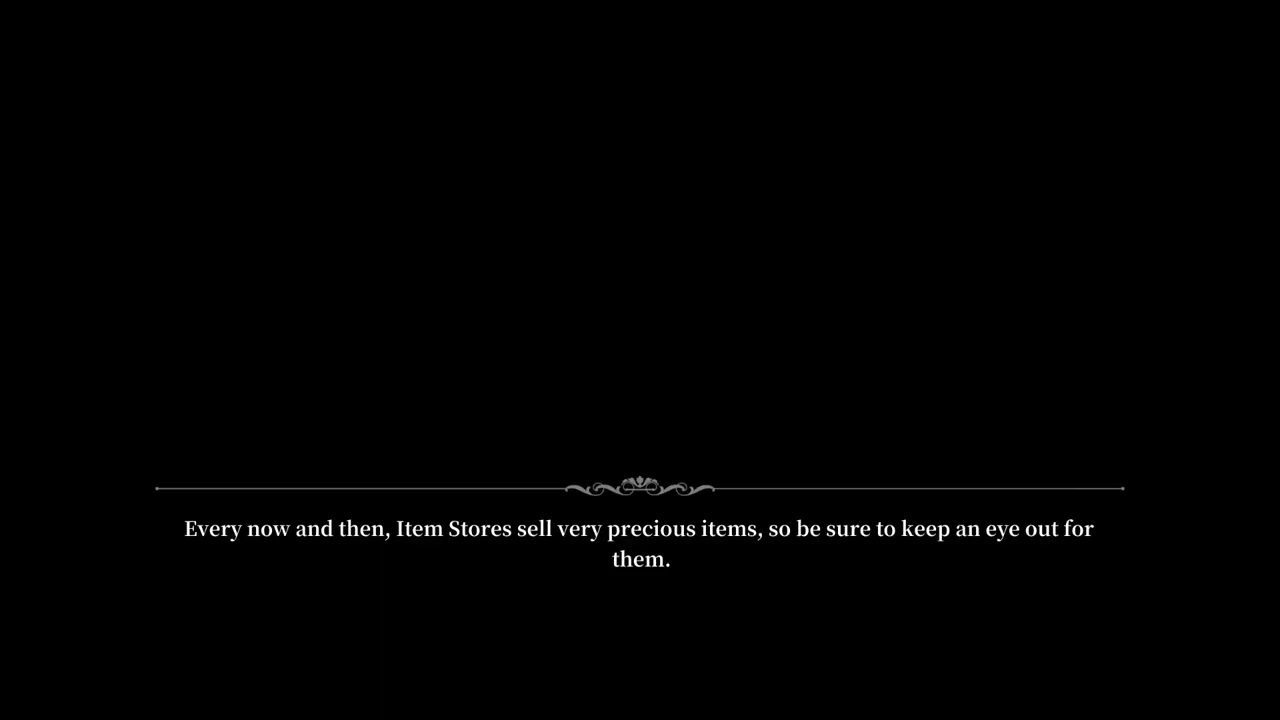 Every now and then, Item Stores sell very precious items, so be sure to keep an eye out for
them.